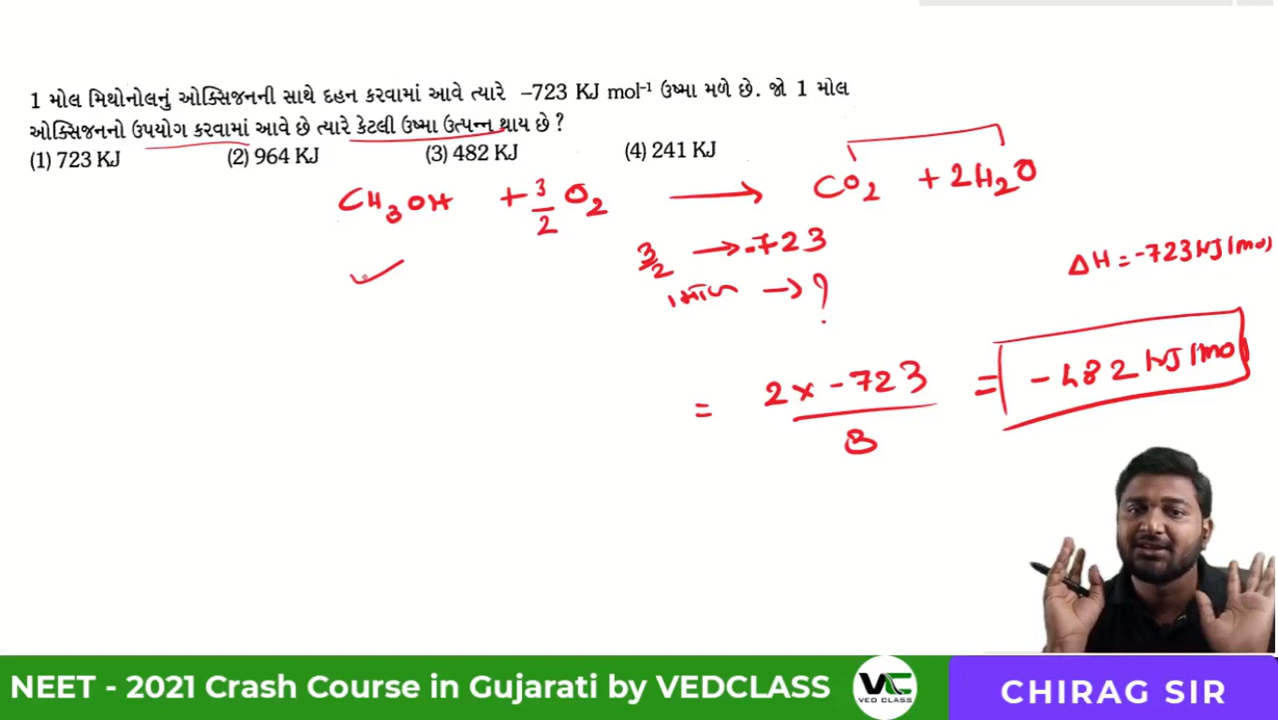 1 મોલ મિથોનોલનું ઓક્સિજનની સાથે દહન કરવામાં આવે ત્યારે –723 KJ mol⁻¹ ઉષ્મા મળે છે. જો 1 મોલ
ઓક્સિજનનો ઉપયોગ કરવામાં આવે છે ત્યારે કેટલી ઉષ્મા ઉત્પન્ન થાય છે ?
(1) 723 KJ (2) 964 KJ (3) 482 KJ (4) 241 KJ
CH₃OH + 3/2 O₂ → CO₂ + 2H₂O
3/2 → -723
ΔH = -723 KJ/mol
1 મોલ → ?
= 2 × -723 / 3 = -482 KJ/mol
NEET - 2021 Crash Course in Gujarati by VEDCLASS
VC
VED CLASS
CHIRAG SIR